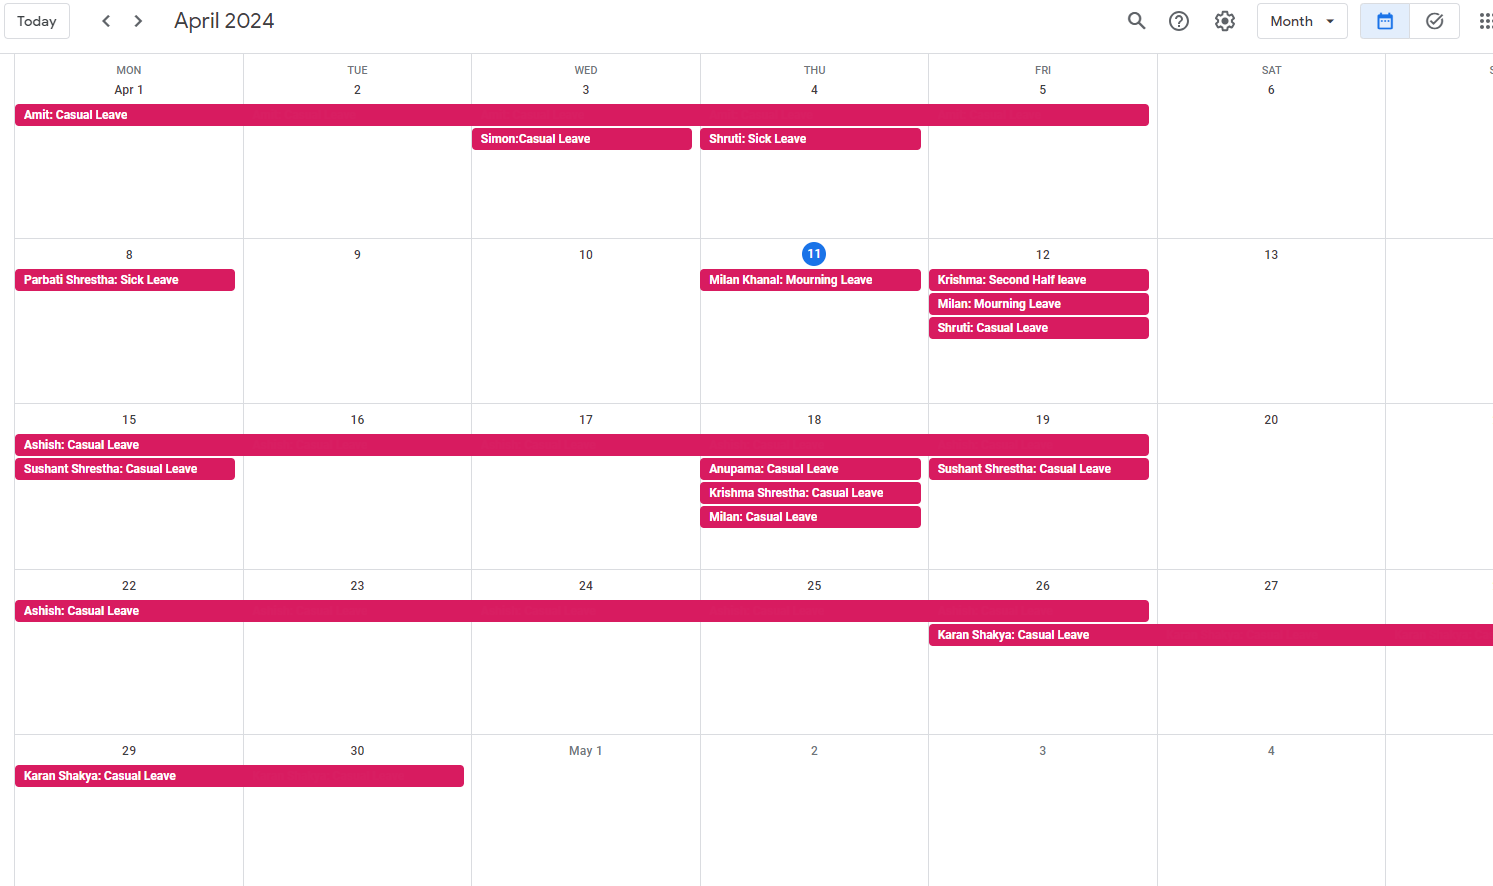 Today
April 2024
Month
MON TUE WED THU FRI SAT S
Apr 1 2 3 4 5 6
Amit: Casual Leave
Simon:Casual Leave Shruti: Sick Leave
8 9 10 11 12 13
Parbati Shrestha: Sick Leave Milan Khanal: Mourning Leave Krishma: Second Half leave
Milan: Mourning Leave
Shruti: Casual Leave
15 16 17 18 19 20
Ashish: Casual Leave
Sushant Shrestha: Casual Leave Anupama: Casual Leave Sushant Shrestha: Casual Leave
Krishma Shrestha: Casual Leave
Milan: Casual Leave
22 23 24 25 26 27
Ashish: Casual Leave
Karan Shakya: Casual Leave
29 30 May 1 2 3 4
Karan Shakya: Casual Leave